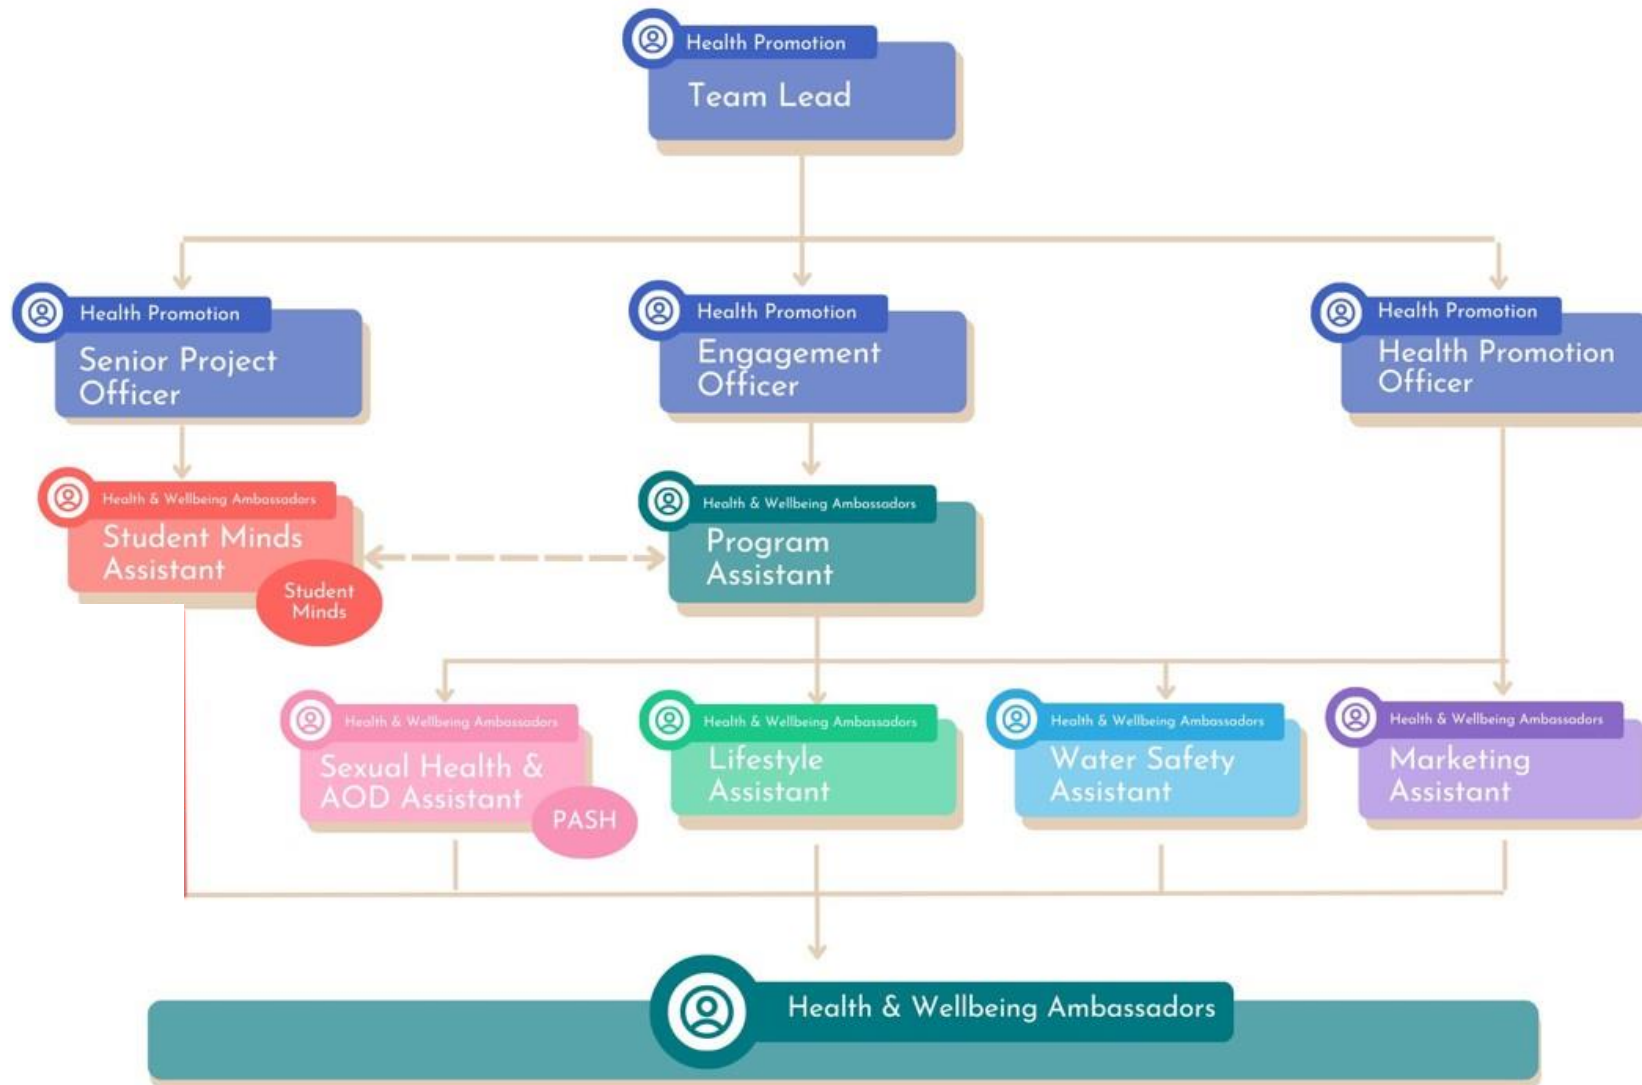 Health Promotion
Team Lead
Health Promotion
Senior Project
Officer
Health Promotion
Engagement
Officer
Health Promotion
Health Promotion
Officer
Health & Wellbeing Ambassadors
Student Minds
Assistant
Student
Minds
Health & Wellbeing Ambassadors
Program
Assistant
Health & Wellbeing Ambassadors
Sexual Health &
AOD Assistant
PASH
Health & Wellbeing Ambassadors
Lifestyle
Assistant
Health & Wellbeing Ambassadors
Water Safety
Assistant
Health & Wellbeing Ambassadors
Marketing
Assistant
Health & Wellbeing Ambassadors